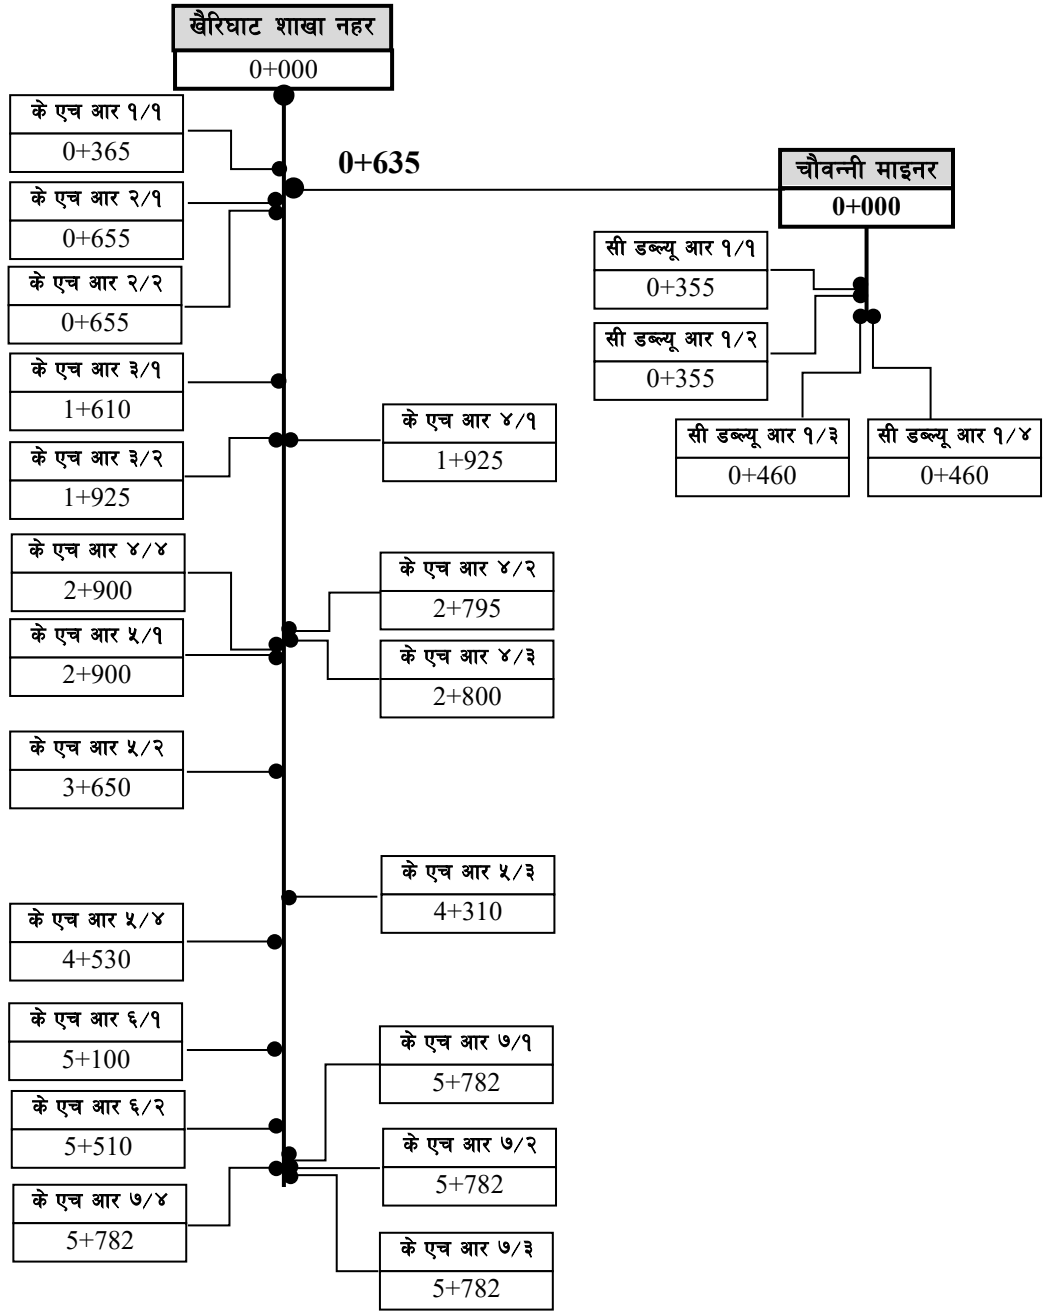 खैरिघाट शाखा नहर
0+000
के एच आर १/१
0+365
0+635
चौवन्नी माइनर
0+000
के एच आर २/१
0+655
सी डब्ल्यू आर १/१
0+355
के एच आर २/२
0+655
सी डब्ल्यू आर १/२
0+355
के एच आर ३/१
1+610
के एच आर ४/१
1+925
सी डब्ल्यू आर १/३
0+460
सी डब्ल्यू आर १/४
0+460
के एच आर ३/२
1+925
के एच आर ४/४
2+900
के एच आर ४/२
2+795
के एच आर ५/१
2+900
के एच आर ४/३
2+800
के एच आर ५/२
3+650
के एच आर ५/३
4+310
के एच आर ५/४
4+530
के एच आर ६/१
5+100
के एच आर ७/१
5+782
के एच आर ६/२
5+510
के एच आर ७/२
5+782
के एच आर ७/४
5+782
के एच आर ७/३
5+782